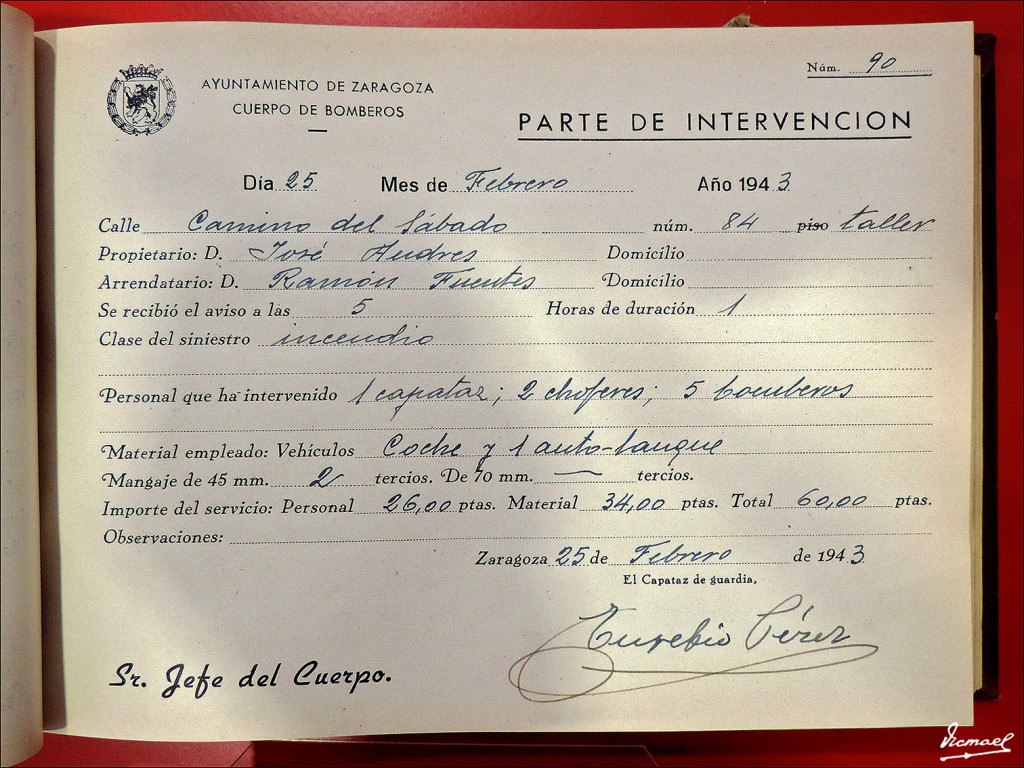 Núm. 90
AYUNTAMIENTO DE ZARAGOZA
CUERPO DE BOMBEROS
PARTE DE INTERVENCION
Día 25 Mes de Febrero Año 1943
Calle Camino del Sábado núm. 84 piso taller
Propietario: D. José Andres Domicilio
Arrendatario: D. Ramón Fuentes Domicilio
Se recibió el aviso a las 5 Horas de duración 1
Clase del siniestro incendio
Personal que ha intervenido 1 capataz; 2 choferes; 5 bomberos
Material empleado: Vehículos Coche y 1 auto-tanque
Mangaje de 45 mm. 2 tercios. De 70 mm. — tercios.
Importe del servicio: Personal 26,00 ptas. Material 34,00 ptas. Total 60,00 ptas.
Observaciones:
Zaragoza 25 de Febrero de 1943
El Capataz de guardia,
Eusebio Pérez
Sr. Jefe del Cuerpo.